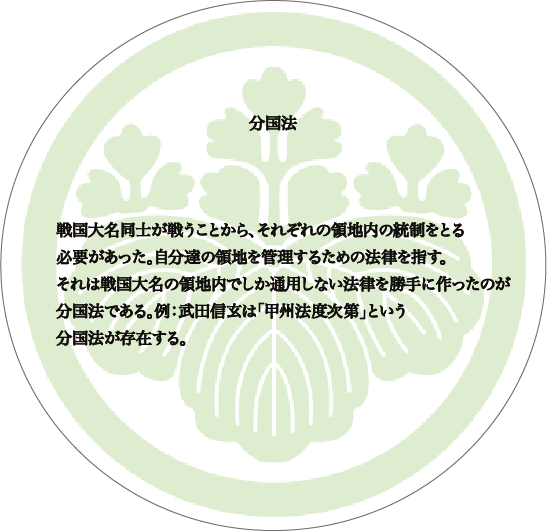 分国法
戦国大名同士が戦うことから、それぞれの領地内の統制をとる
必要があった。自分達の領地を管理するための法律を指す。
それは戦国大名の領地内でしか通用しない法律を勝手に作ったのが
分国法である。例：武田信玄は「甲州法度次第」という
分国法が存在する。